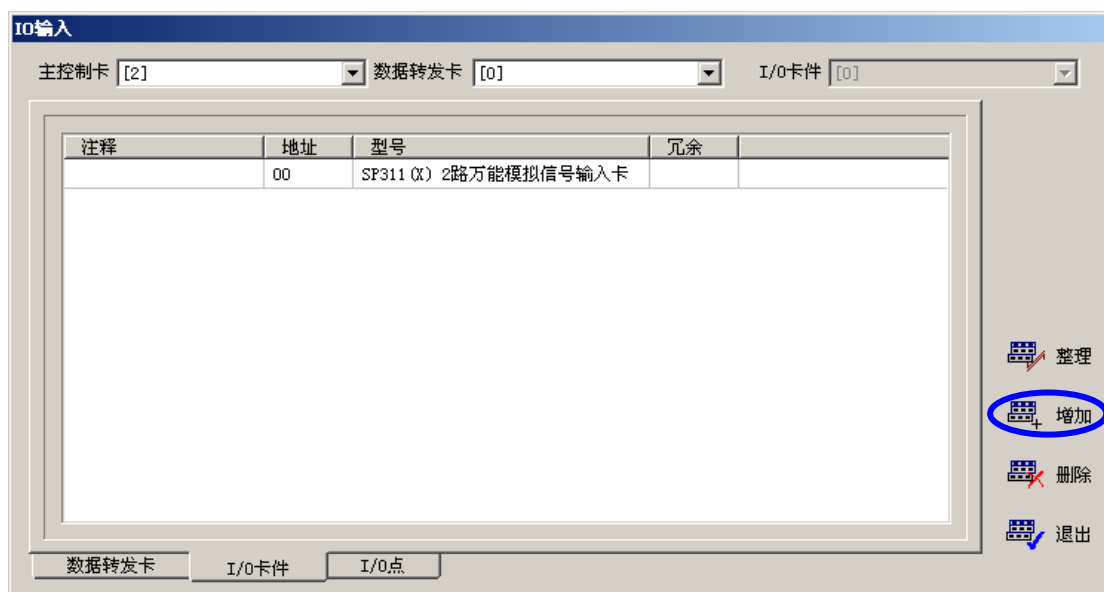 IO输入
主控制卡 [2] 数据转发卡 [0] I/O卡件 [0]
注释 地址 型号 冗余
00 SP311(X) 2路万能模拟信号输入卡
整理
增加
删除
退出
数据转发卡 I/O卡件 I/O点